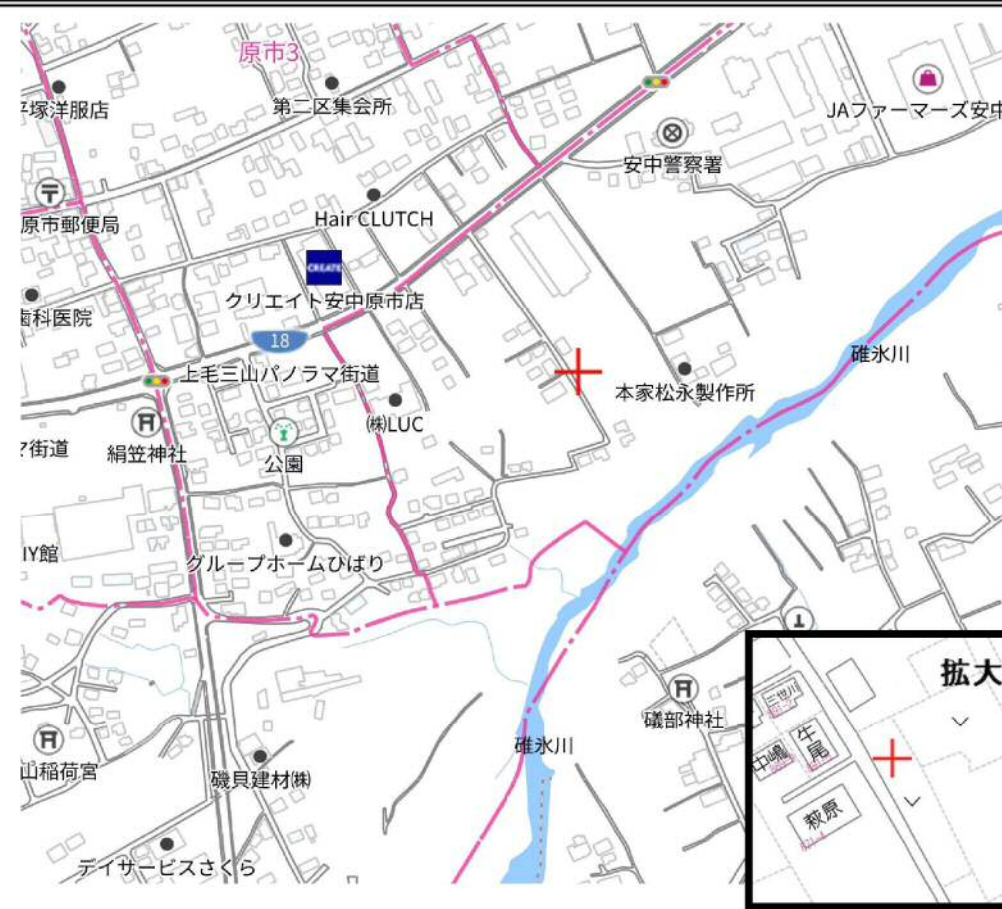 原市3
塚洋服店
第二区集会所
JAファーマーズ安中
安中警察署
Hair CLUTCH
原市郵便局
CREATE
クリエイト安中原市店
歯科医院
18
上毛三山パノラマ街道
碓氷川
本家松永製作所
㈱LUC
マ街道
絹笠神社
公園
IY館
グループホームひばり
礒部神社
碓氷川
山稲荷宮
磯貝建材㈱
デイサービスさくら
拡大
三世川
中嶋
牛尾
萩原